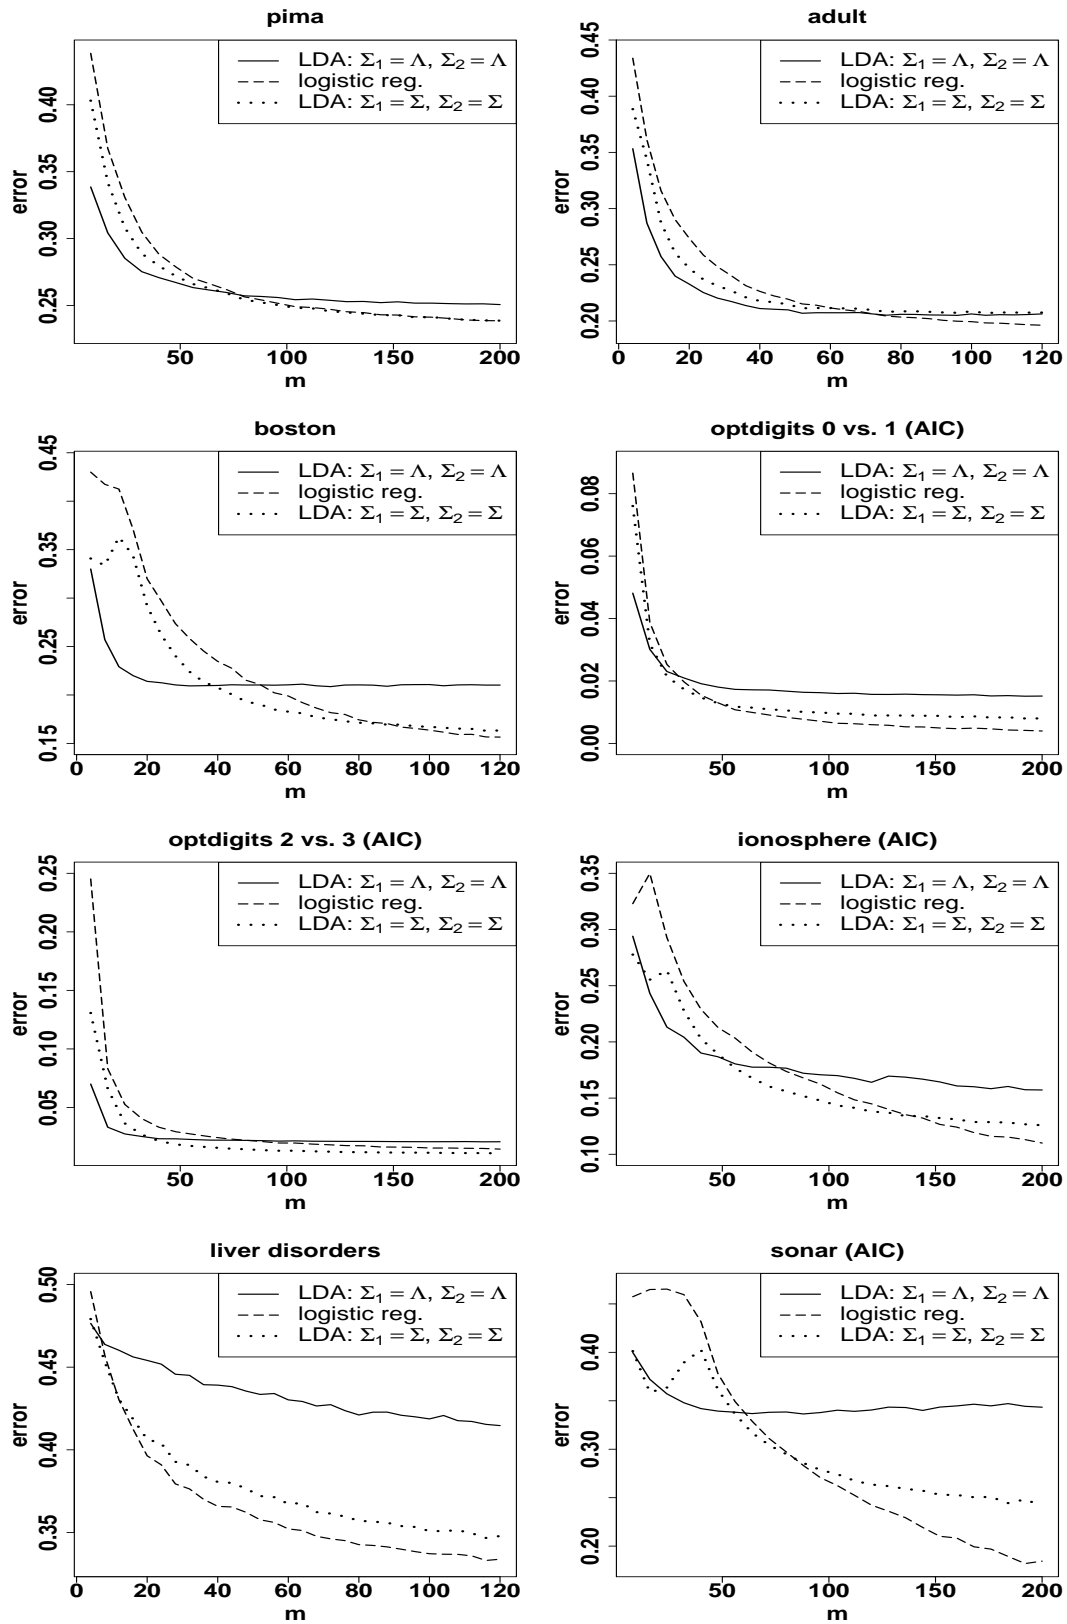 pima
LDA: Σ₁ = Λ, Σ₂ = Λ
logistic reg.
LDA: Σ₁ = Σ, Σ₂ = Σ
error
0.25 0.30 0.35 0.40
50 100 150 200
m
adult
LDA: Σ₁ = Λ, Σ₂ = Λ
logistic reg.
LDA: Σ₁ = Σ, Σ₂ = Σ
error
0.20 0.25 0.30 0.35 0.40 0.45
0 20 40 60 80 100 120
m
boston
LDA: Σ₁ = Λ, Σ₂ = Λ
logistic reg.
LDA: Σ₁ = Σ, Σ₂ = Σ
error
0.15 0.25 0.35 0.45
0 20 40 60 80 100 120
m
optdigits 0 vs. 1 (AIC)
LDA: Σ₁ = Λ, Σ₂ = Λ
logistic reg.
LDA: Σ₁ = Σ, Σ₂ = Σ
error
0.00 0.02 0.04 0.06 0.08
50 100 150 200
m
optdigits 2 vs. 3 (AIC)
LDA: Σ₁ = Λ, Σ₂ = Λ
logistic reg.
LDA: Σ₁ = Σ, Σ₂ = Σ
error
0.05 0.10 0.15 0.20 0.25
50 100 150 200
m
ionosphere (AIC)
LDA: Σ₁ = Λ, Σ₂ = Λ
logistic reg.
LDA: Σ₁ = Σ, Σ₂ = Σ
error
0.10 0.15 0.20 0.25 0.30 0.35
50 100 150 200
m
liver disorders
LDA: Σ₁ = Λ, Σ₂ = Λ
logistic reg.
LDA: Σ₁ = Σ, Σ₂ = Σ
error
0.35 0.40 0.45 0.50
0 20 40 60 80 100 120
m
sonar (AIC)
LDA: Σ₁ = Λ, Σ₂ = Λ
logistic reg.
LDA: Σ₁ = Σ, Σ₂ = Σ
error
0.20 0.30 0.40
50 100 150 200
m